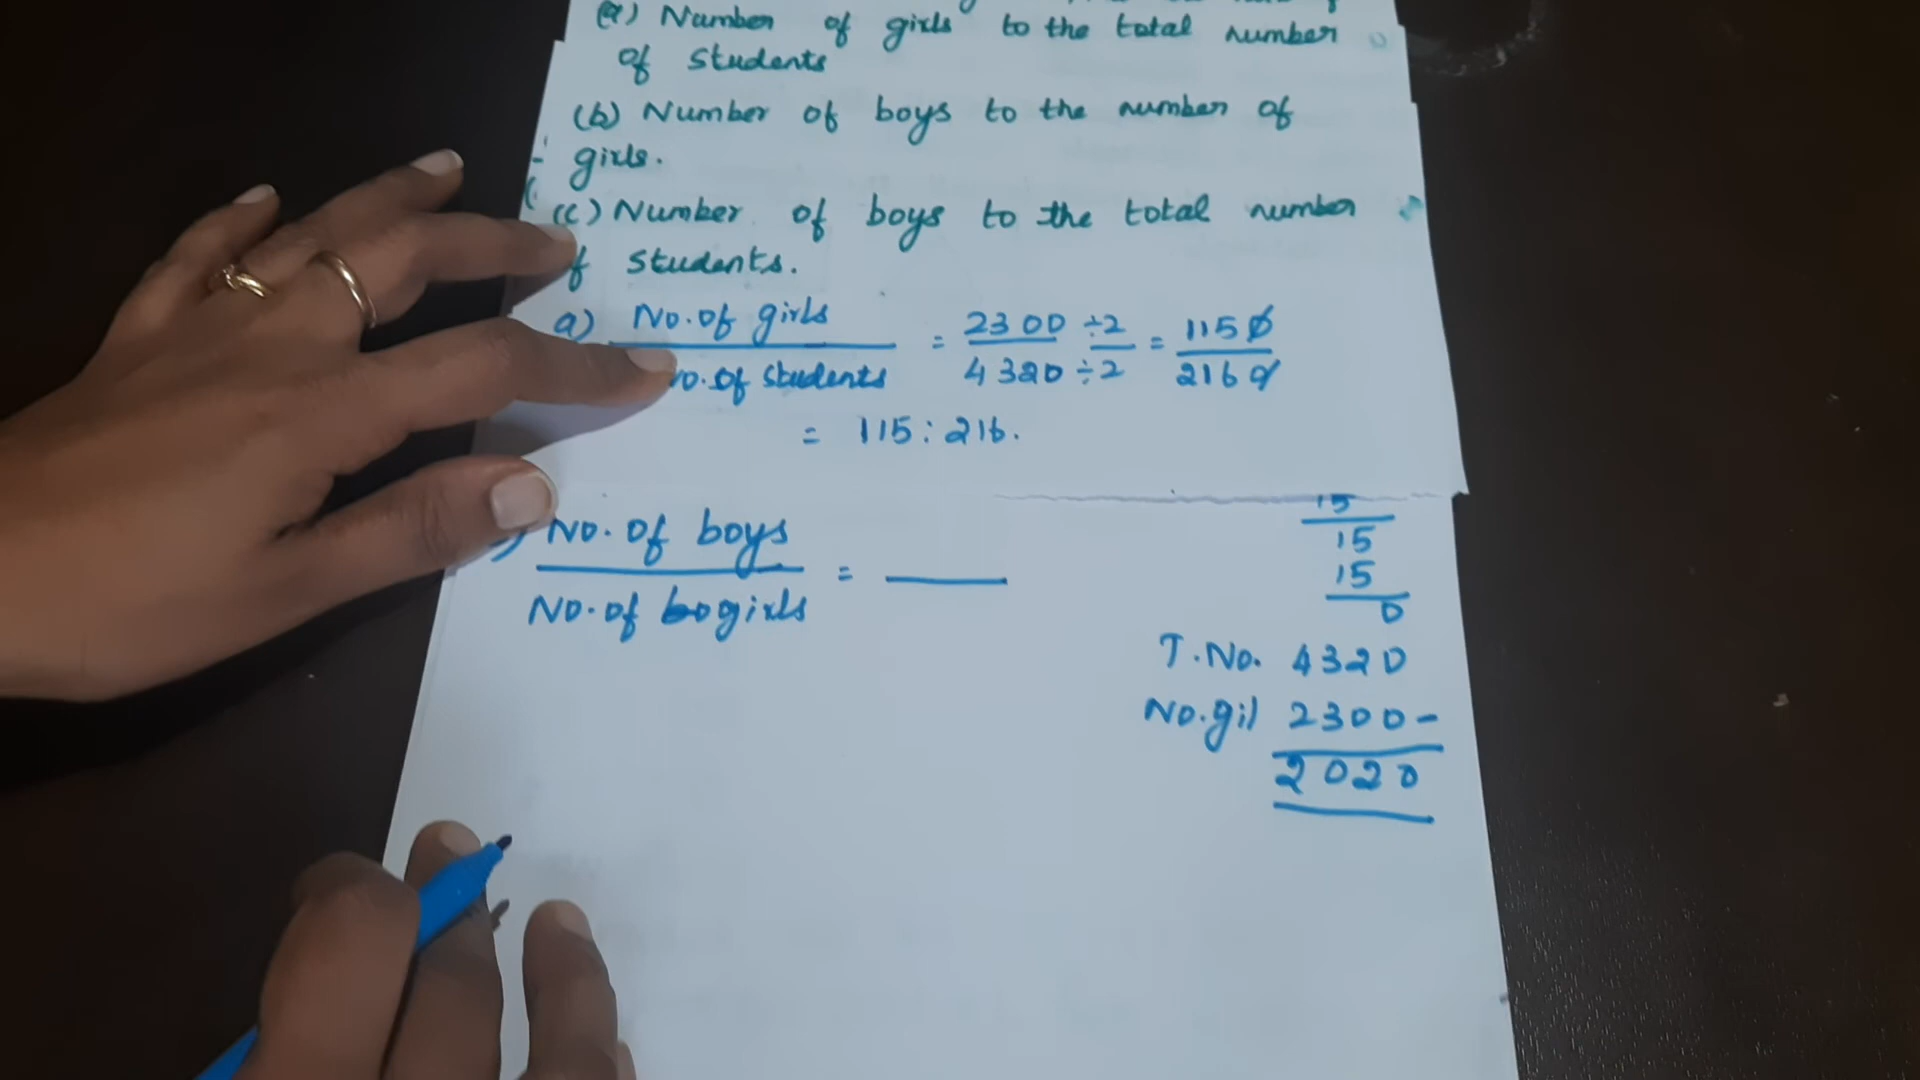 (a) Number of girls to the total number
of students
(b) Number of boys to the number of
girls.
(c) Number of boys to the total number
students.
a) No. of girls / No. of students = 2300 ÷2 / 4320 ÷2 = 1150 / 2160
= 115 : 216.
No. of boys / No. of bogirls =
15
15
15
0
T.No. 4320
No.gil 2300 -
2020